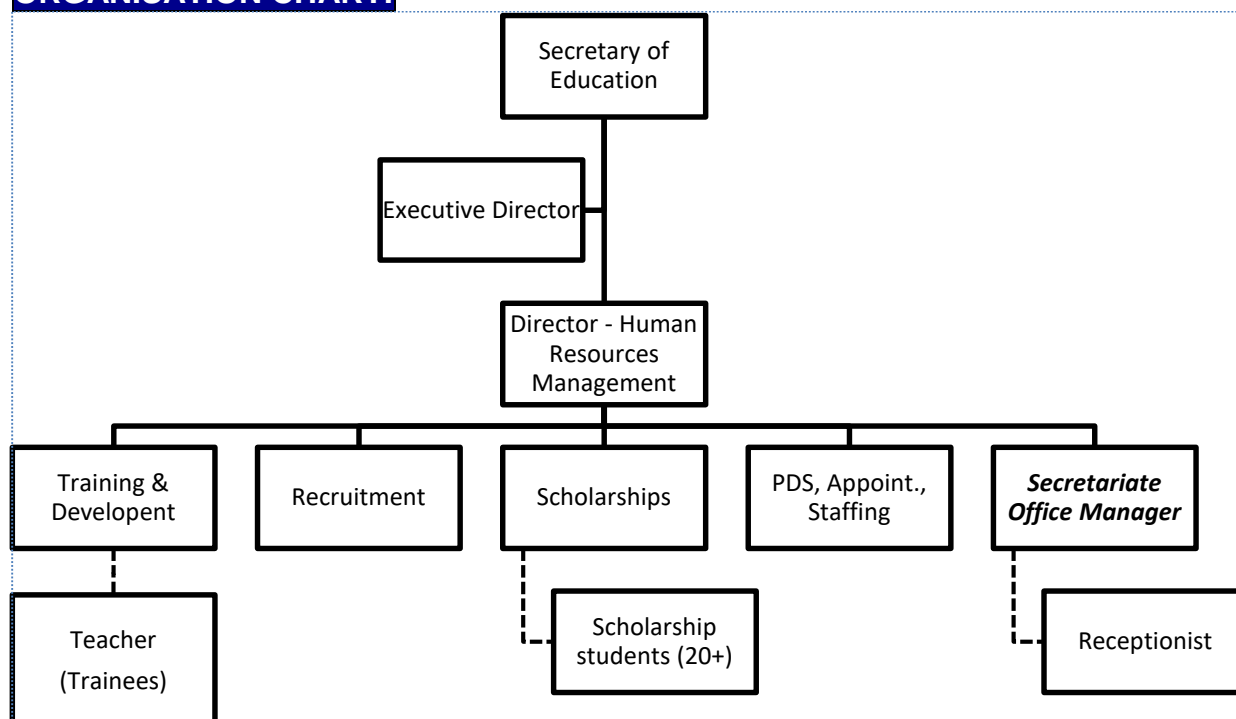 ORGANISATION CHART:
Secretary of
Education
Executive Director
Director - Human
Resources
Management
Training &
Developent
Recruitment
Scholarships
PDS, Appoint.,
Staffing
Secretariate
Office Manager
Teacher
(Trainees)
Scholarship
students (20+)
Receptionist